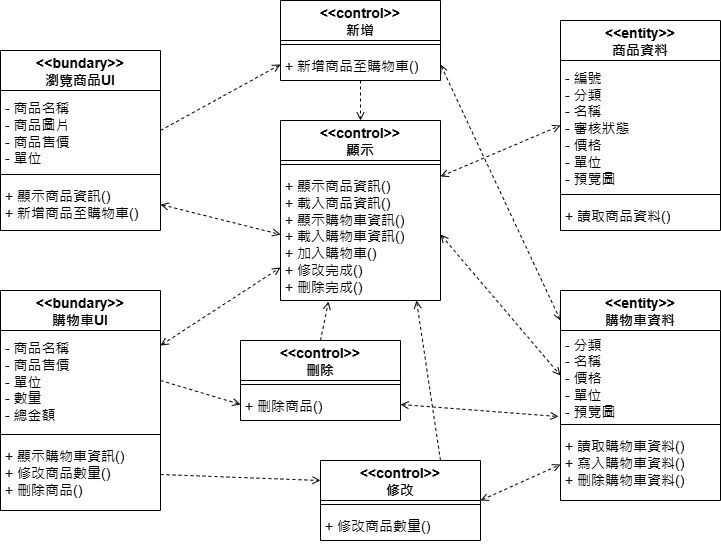 <<control>>
新增
+ 新增商品至購物車()
<<entity>>
商品資料
- 編號
- 分類
- 名稱
- 審核狀態
- 價格
- 單位
- 預覽圖
+ 讀取商品資料()
<<bundary>>
瀏覽商品UI
- 商品名稱
- 商品圖片
- 商品售價
- 單位
+ 顯示商品資訊()
+ 新增商品至購物車()
<<control>>
顯示
+ 顯示商品資訊()
+ 載入商品資訊()
+ 顯示購物車資訊()
+ 載入購物車資訊()
+ 加入購物車()
+ 修改完成()
+ 刪除完成()
<<bundary>>
購物車UI
- 商品名稱
- 商品售價
- 單位
- 數量
- 總金額
+ 顯示購物車資訊()
+ 修改商品數量()
+ 刪除商品()
<<control>>
刪除
+ 刪除商品()
<<entity>>
購物車資料
- 分類
- 名稱
- 價格
- 單位
- 預覽圖
+ 讀取購物車資料()
+ 寫入購物車資料()
+ 刪除購物車資料()
<<control>>
修改
+ 修改商品數量()